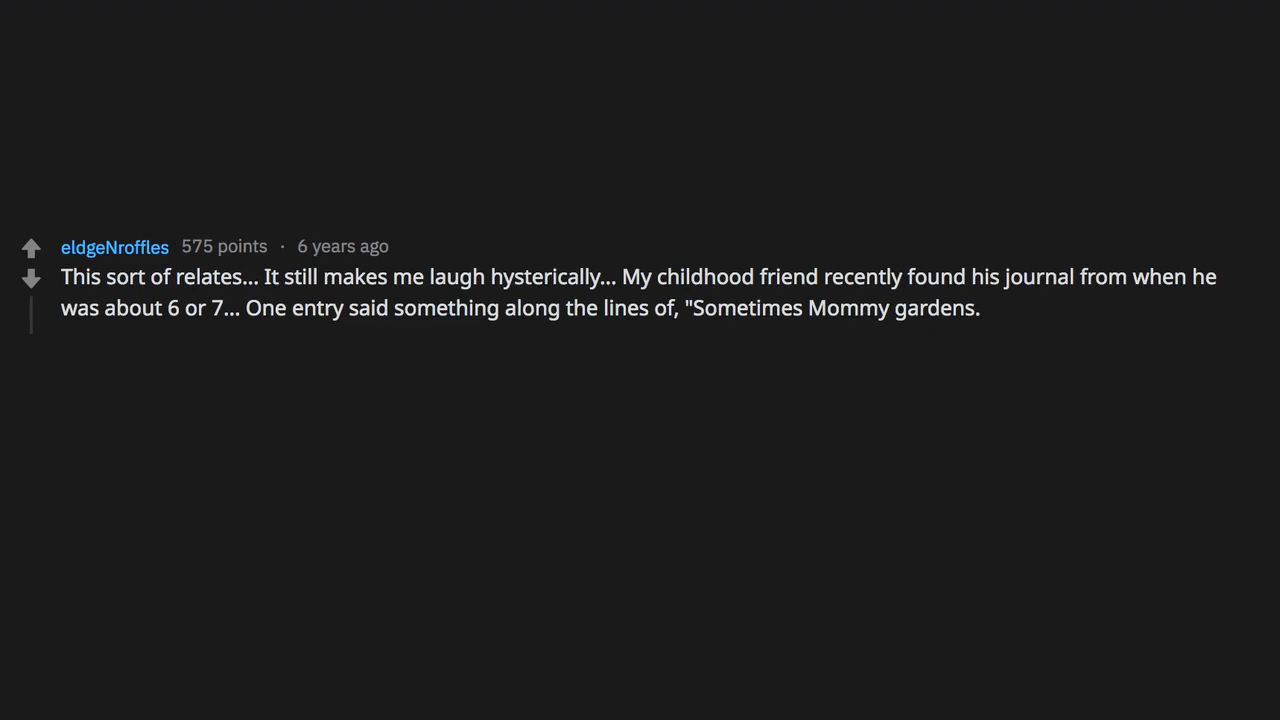 eldgeNroffles 575 points · 6 years ago
This sort of relates... It still makes me laugh hysterically... My childhood friend recently found his journal from when he
was about 6 or 7... One entry said something along the lines of, "Sometimes Mommy gardens.